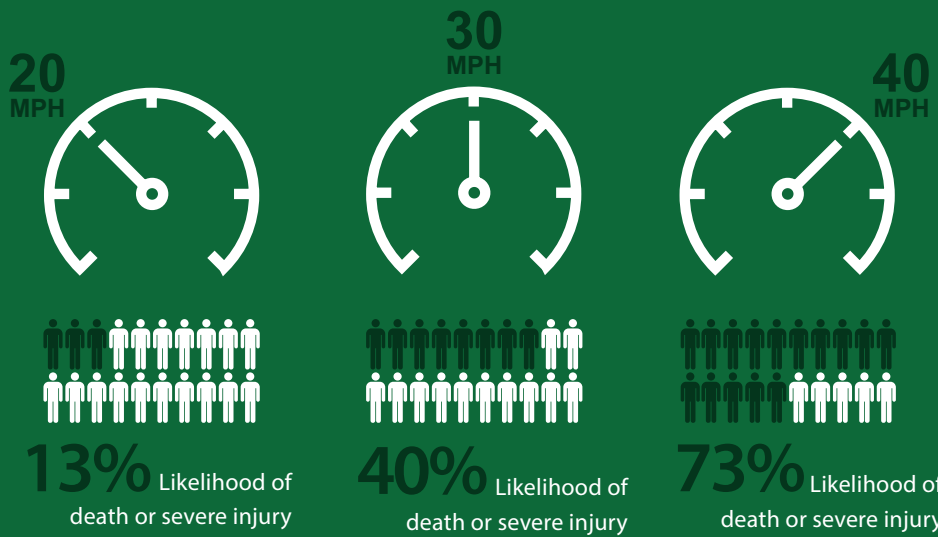 20
MPH
30
MPH
40
MPH
13% Likelihood of
death or severe injury
40% Likelihood of
death or severe injury
73% Likelihood of
death or severe injury